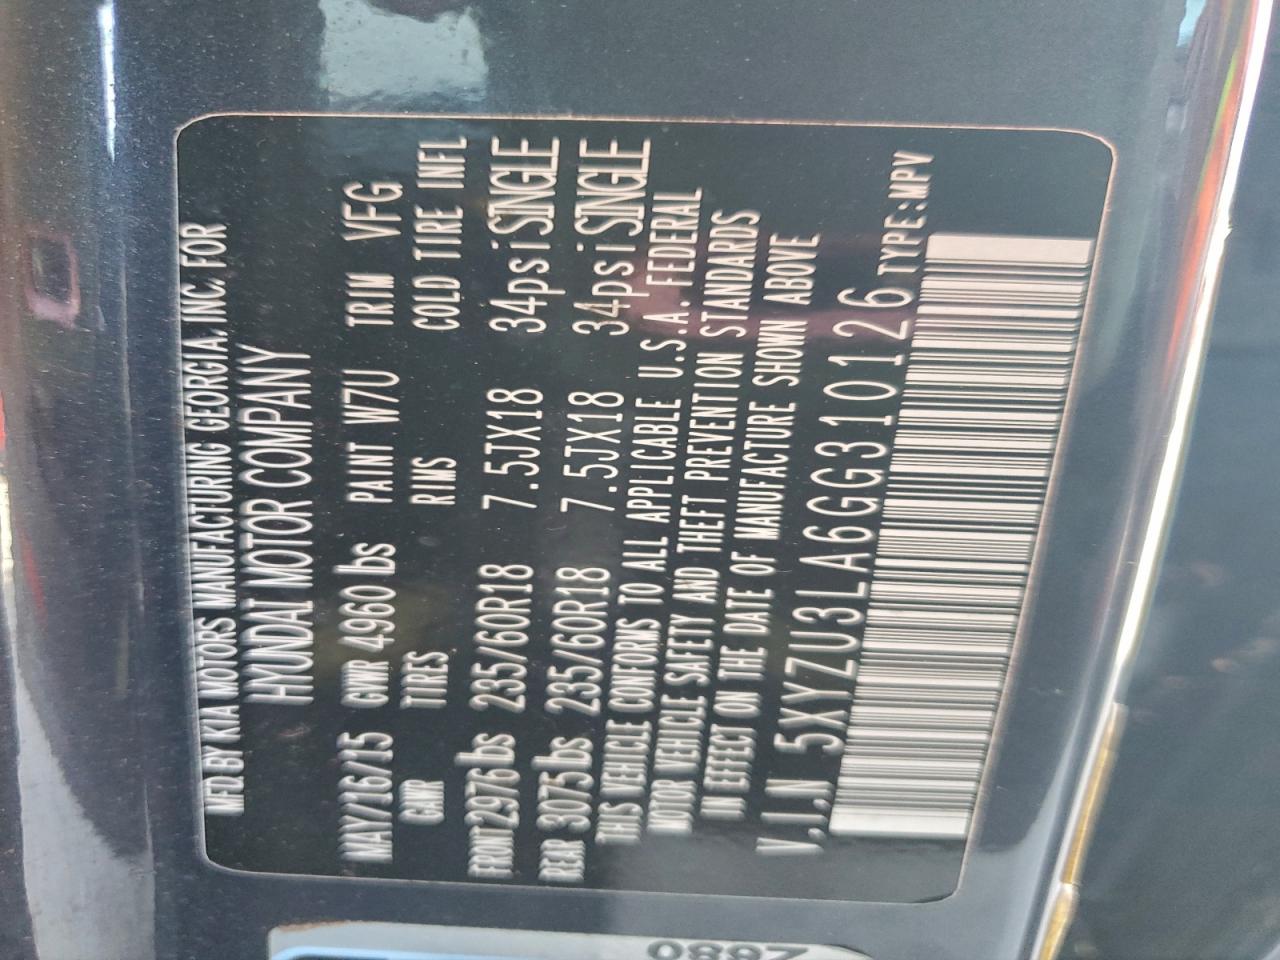 MFD. BY KIA MOTORS MANUFACTURING GEORGIA, INC. FOR
HYUNDAI MOTOR COMPANY
MAY/16/15 GVWR 4960 lbs PAINT W7U TRIM VFG
GAWR TIRES RIMS COLD TIRE INFL
FRONT 2976 lbs 235/60R18 7.5JX18 34psi SINGLE
REAR 3075 lbs 235/60R18 7.5JX18 34psi SINGLE
THIS VEHICLE CONFORMS TO ALL APPLICABLE U.S.A. FEDERAL
MOTOR VEHICLE SAFETY AND THEFT PREVENTION STANDARDS
IN EFFECT ON THE DATE OF MANUFACTURE SHOWN ABOVE
V.I.N 5XYZU3LA6GG310126 TYPE:MPV